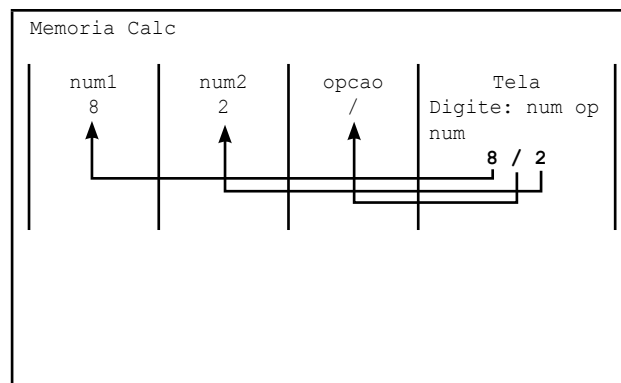 Memoria Calc
num1 num2 opcao Tela
8 2 / Digite: num op
num
8 / 2